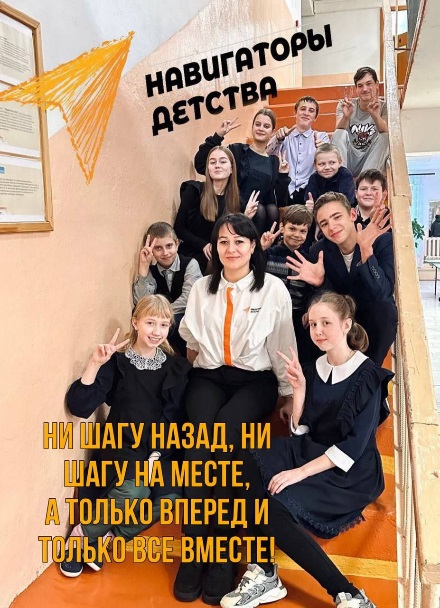 НАВИГАТОРЫ
ДЕТСТВА
НИ ШАГУ НАЗАД, НИ
ШАГУ НА МЕСТЕ,
А ТОЛЬКО ВПЕРЕД И
ТОЛЬКО ВСЕ ВМЕСТЕ!